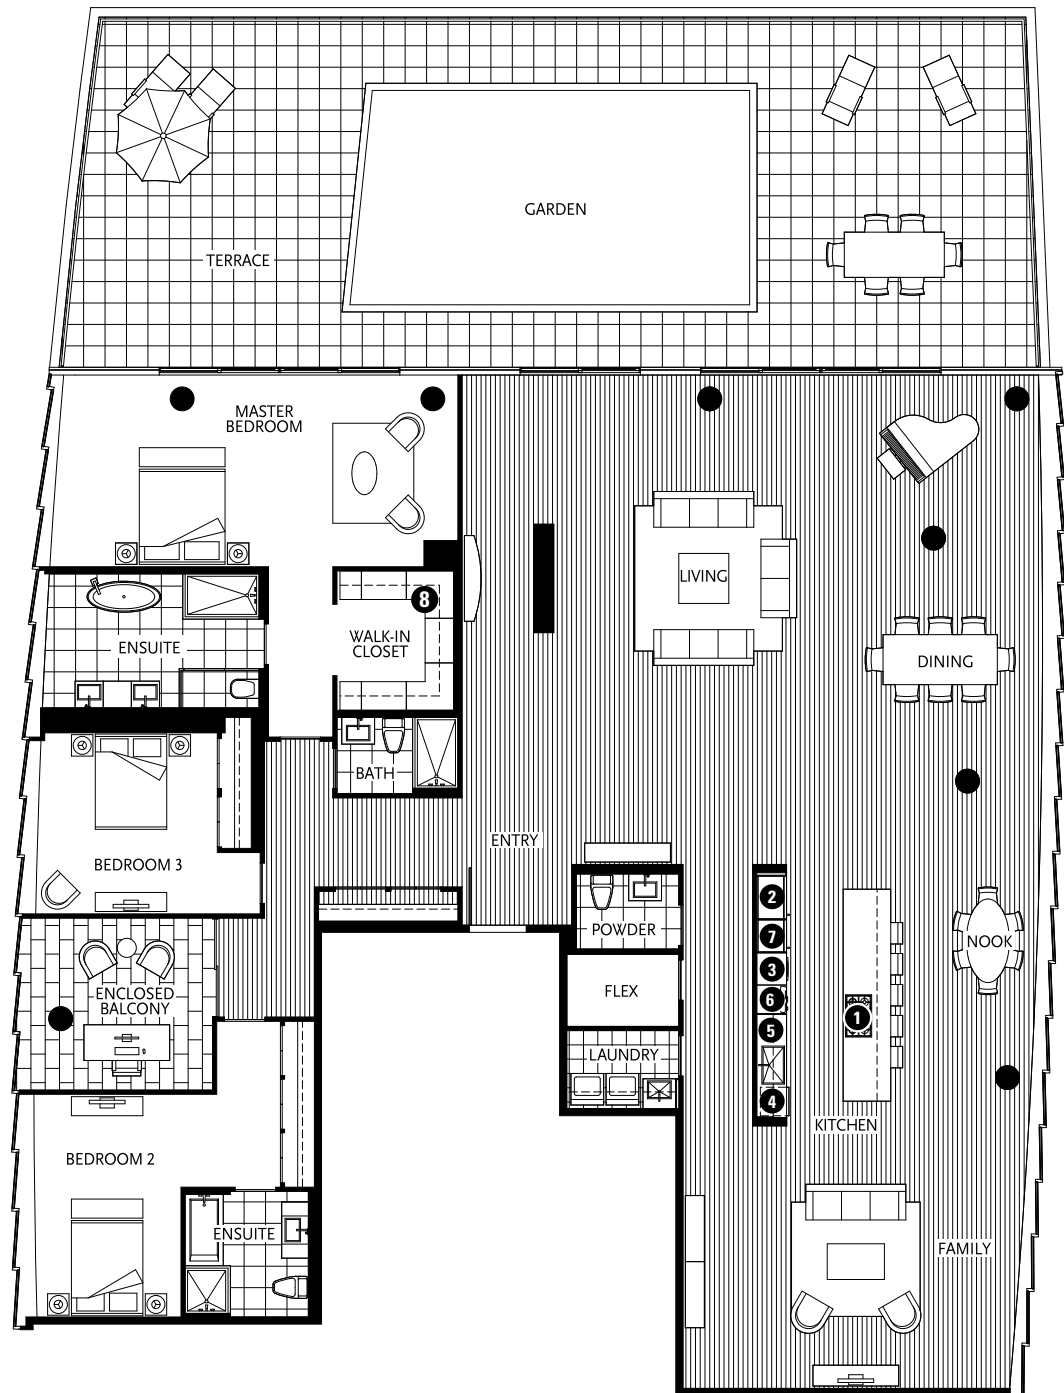 GARDEN
TERRACE
MASTER
BEDROOM
LIVING
8
WALK-IN
CLOSET
ENSUITE
DINING
BATH
ENTRY
BEDROOM 3
2
POWDER
7
NOOK
3
FLEX
6
ENCLOSED
BALCONY
1
5
LAUNDRY
4
KITCHEN
BEDROOM 2
ENSUITE
FAMILY